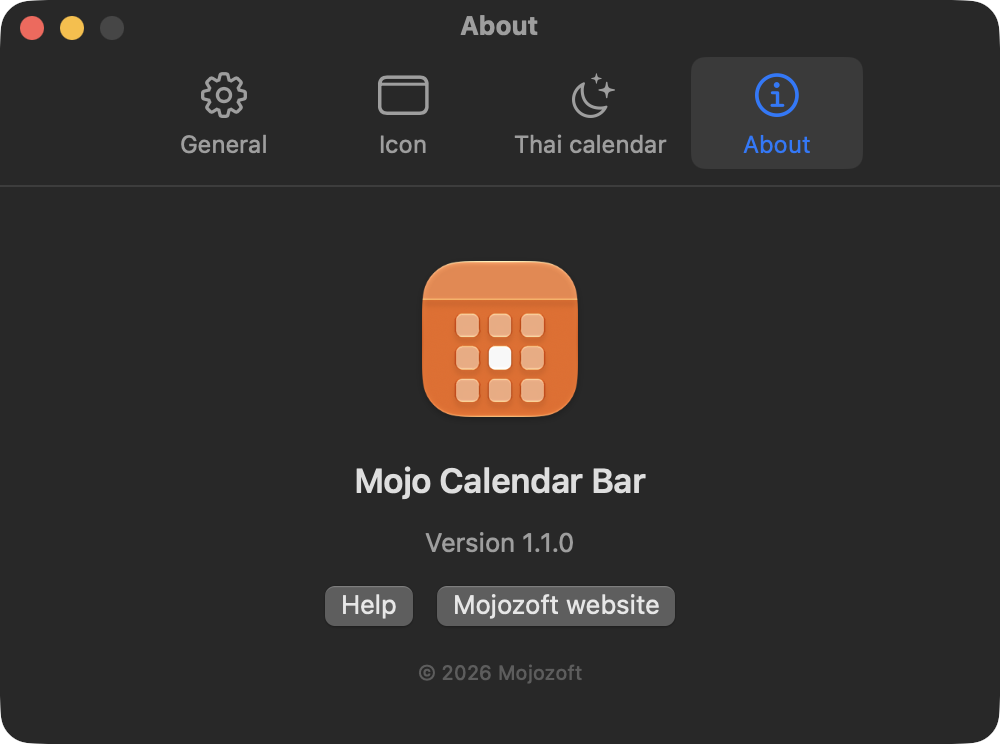 About
General Icon Thai calendar About
Mojo Calendar Bar
Version 1.1.0
Help Mojozoft website
© 2026 Mojozoft